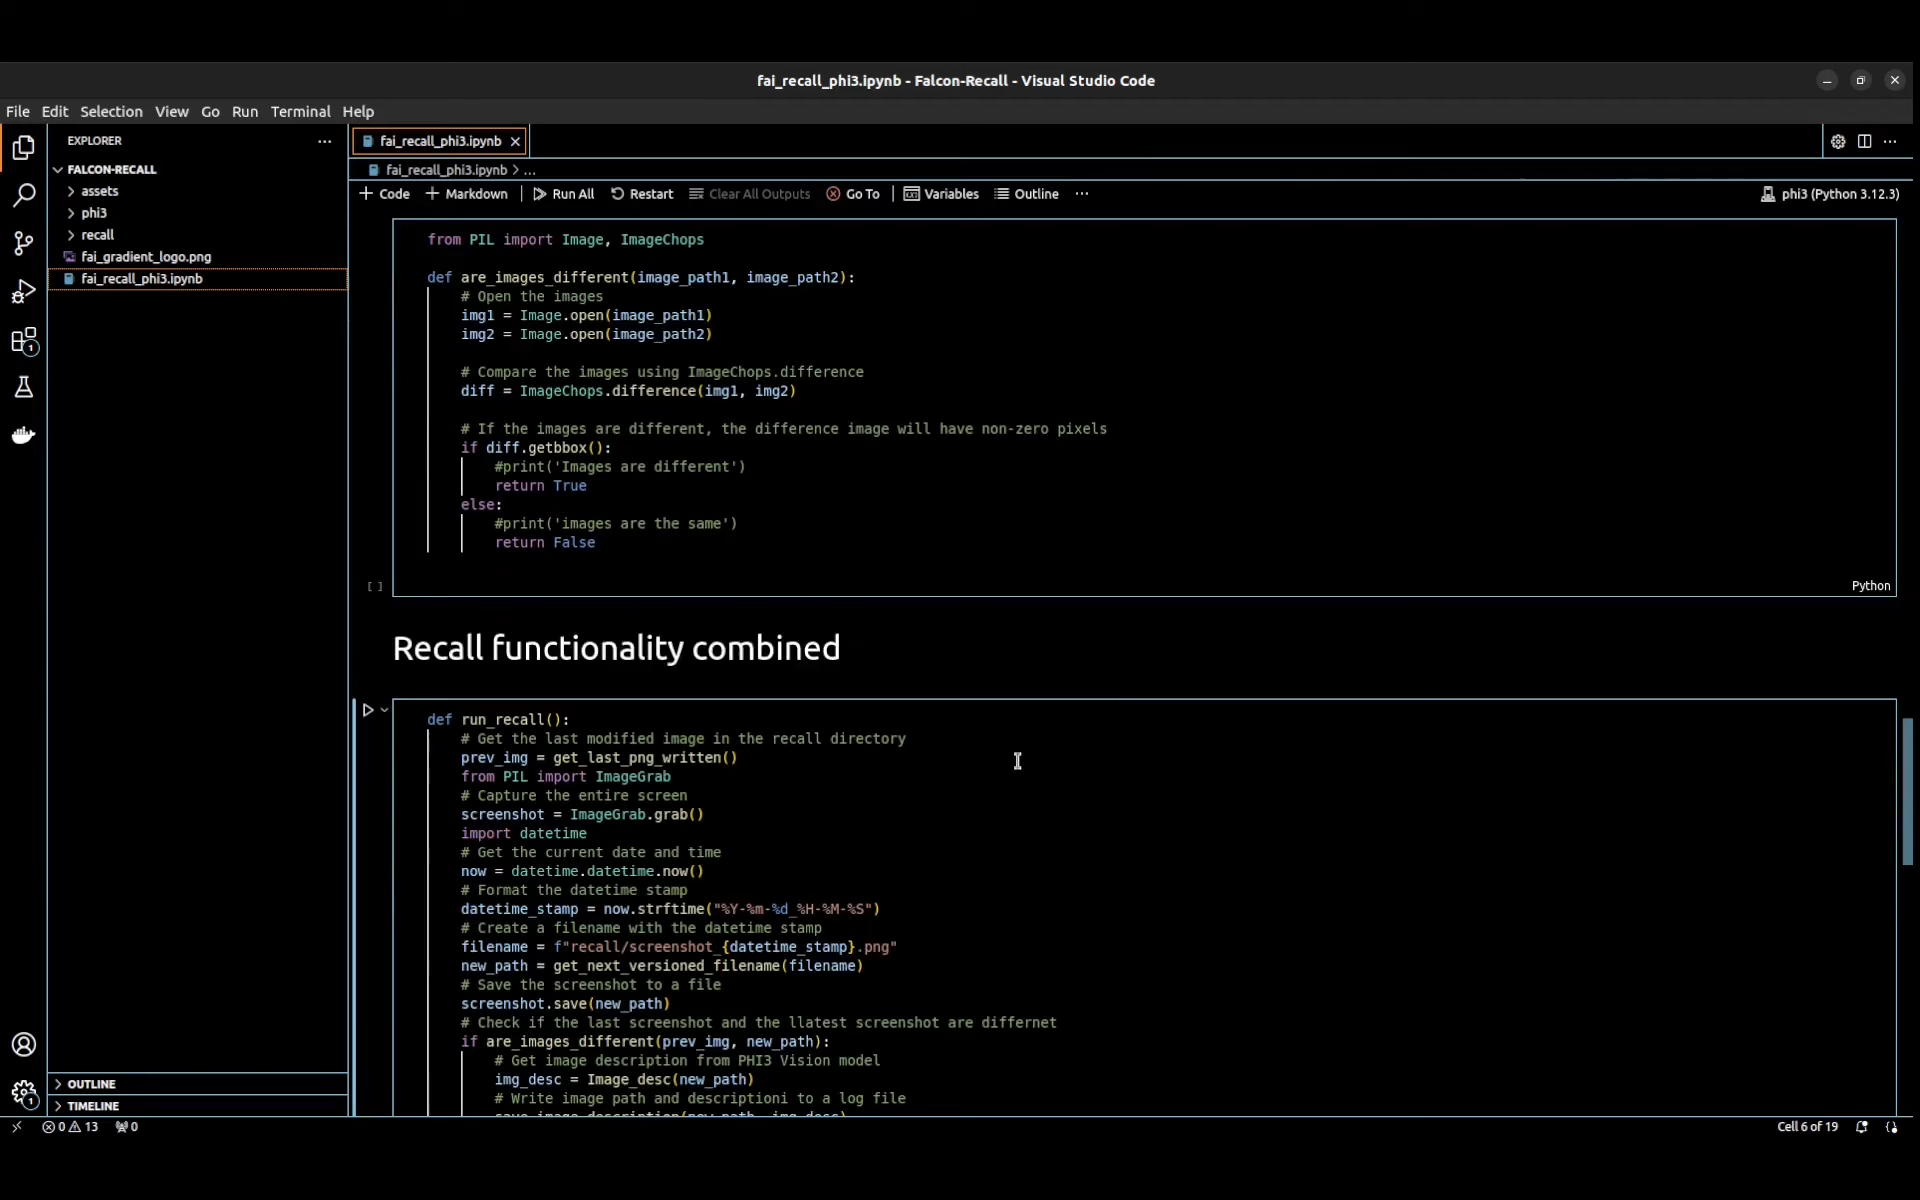 fai_recall_phi3.ipynb - Falcon-Recall - Visual Studio Code
File Edit Selection View Go Run Terminal Help
EXPLORER
FALCON-RECALL
assets
phi3
recall
fai_gradient_logo.png
fai_recall_phi3.ipynb
OUTLINE
TIMELINE
fai_recall_phi3.ipynb
fai_recall_phi3.ipynb > ...
+ Code + Markdown | Run All Restart Clear All Outputs Go To | Variables Outline ... phi3 (Python 3.12.3)
from PIL import Image, ImageChops
def are_images_different(image_path1, image_path2):
# Open the images
img1 = Image.open(image_path1)
img2 = Image.open(image_path2)
# Compare the images using ImageChops.difference
diff = ImageChops.difference(img1, img2)
# If the images are different, the difference image will have non-zero pixels
if diff.getbbox():
#print('Images are different')
return True
else:
#print('images are the same')
return False
[ ]
Python
Recall functionality combined
def run_recall():
# Get the last modified image in the recall directory
prev_img = get_last_png_written()
from PIL import ImageGrab
# Capture the entire screen
screenshot = ImageGrab.grab()
import datetime
# Get the current date and time
now = datetime.datetime.now()
# Format the datetime stamp
datetime_stamp = now.strftime("%Y-%m-%d_%H-%M-%S")
# Create a filename with the datetime stamp
filename = f"recall/screenshot_{datetime_stamp}.png"
new_path = get_next_versioned_filename(filename)
# Save the screenshot to a file
screenshot.save(new_path)
# Check if the last screenshot and the llatest screenshot are differnet
if are_images_different(prev_img, new_path):
# Get image description from PHI3 Vision model
img_desc = Image_desc(new_path)
# Write image path and descriptioni to a log file
save_image_description(new_path, img_desc)
1
1
0 13 0
Cell 6 of 19